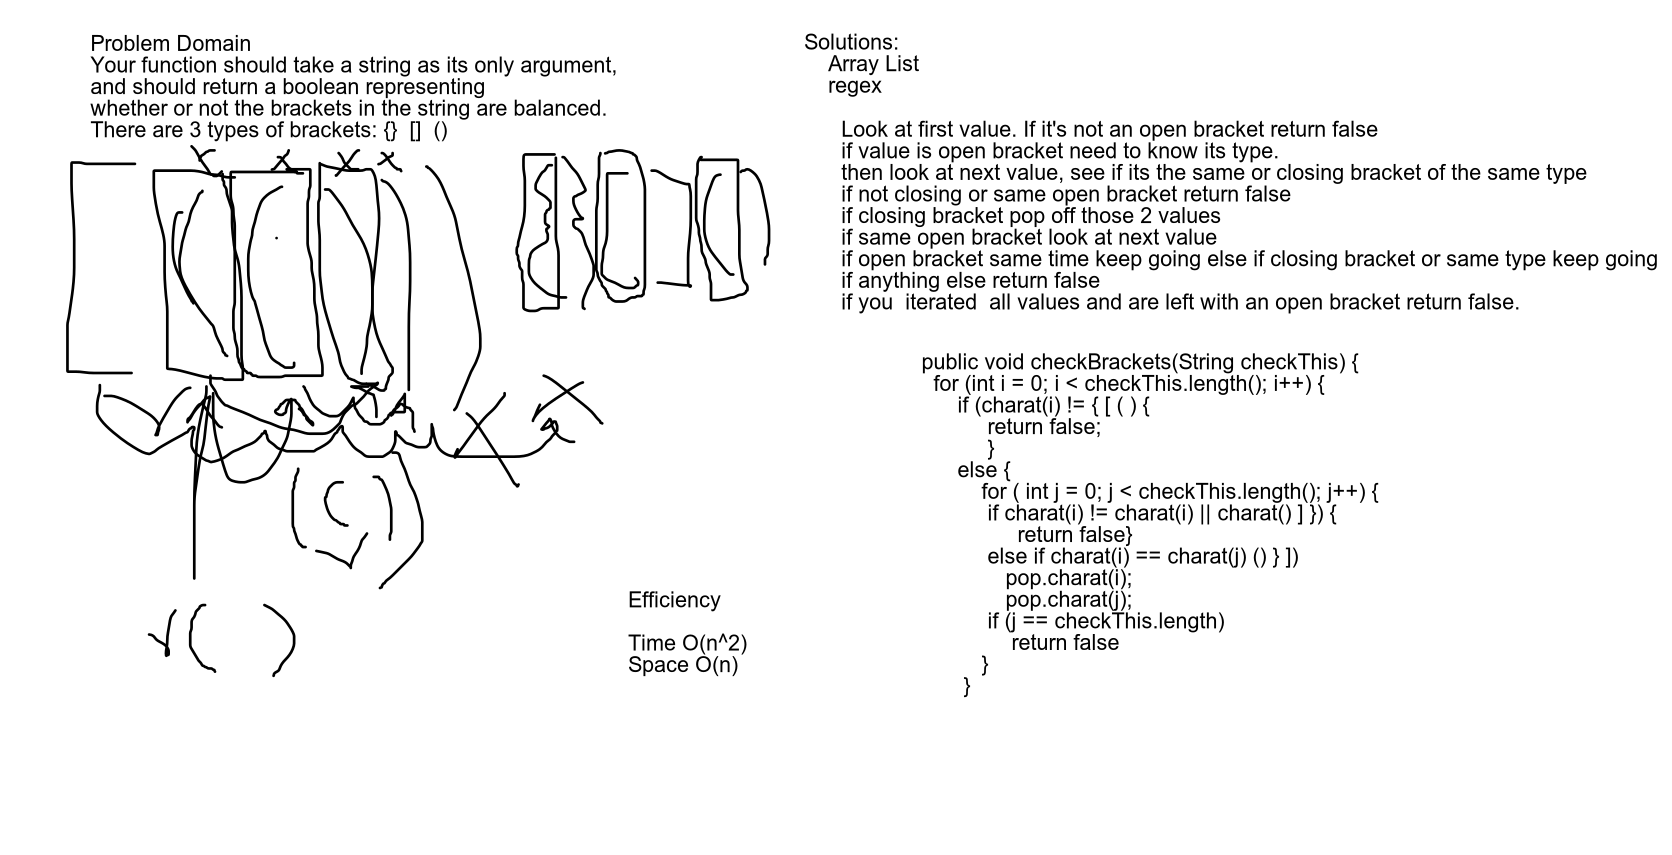 Problem Domain
Your function should take a string as its only argument,
and should return a boolean representing
whether or not the brackets in the string are balanced.
There are 3 types of brackets: {} [] ()
Efficiency
Time O(n^2)
Space O(n)
Solutions:
Array List
regex
Look at first value. If it's not an open bracket return false
if value is open bracket need to know its type.
then look at next value, see if its the same or closing bracket of the same type
if not closing or same open bracket return false
if closing bracket pop off those 2 values
if same open bracket look at next value
if open bracket same time keep going else if closing bracket or same type keep going
if anything else return false
if you iterated all values and are left with an open bracket return false.
public void checkBrackets(String checkThis) {
for (int i = 0; i < checkThis.length(); i++) {
if (charat(i) != { [ ( ) {
return false;
}
else {
for ( int j = 0; j < checkThis.length(); j++) {
if charat(i) != charat(i) || charat() ] }) {
return false}
else if charat(i) == charat(j) () } ])
pop.charat(i);
pop.charat(j);
if (j == checkThis.length)
return false
}
}